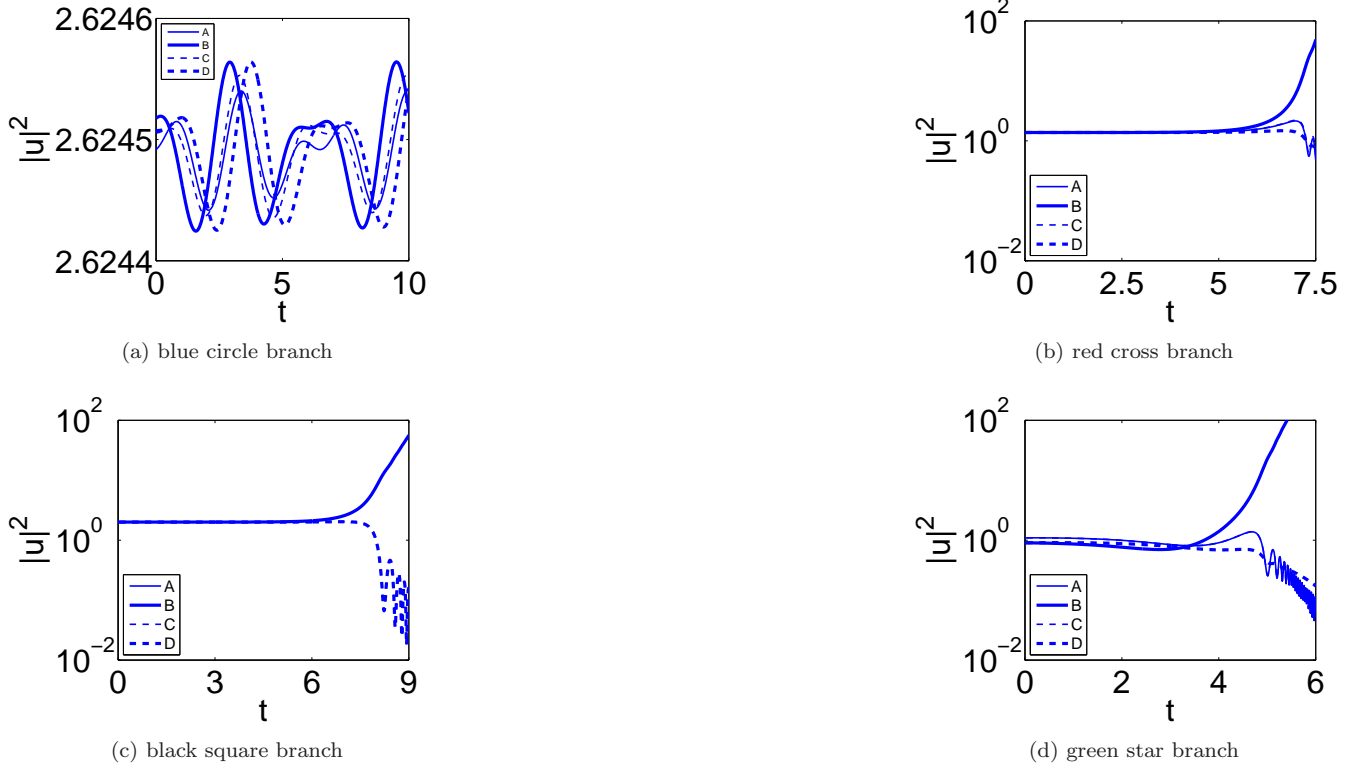 2.6246
2.6245
2.6244
|u|²
0
5
10
t
A
B
C
D
(a) blue circle branch
10²
10⁰
10⁻²
|u|²
0
2.5
5
7.5
t
A
B
C
D
(b) red cross branch
10²
10⁰
10⁻²
|u|²
0
3
6
9
t
A
B
C
D
(c) black square branch
10²
10⁰
10⁻²
|u|²
0
2
4
6
t
A
B
C
D
(d) green star branch